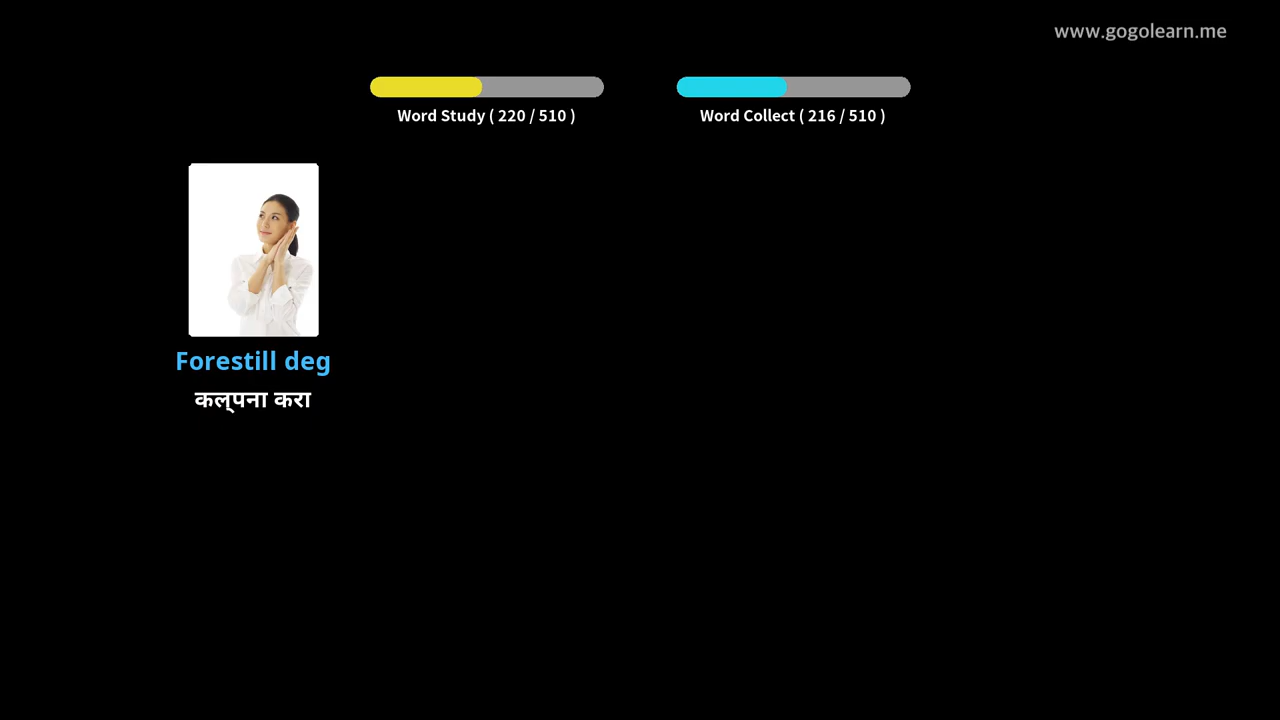 www.gogolearn.me
Word Study ( 220 / 510 )
Word Collect ( 216 / 510 )
Forestill deg
कल्पना करा